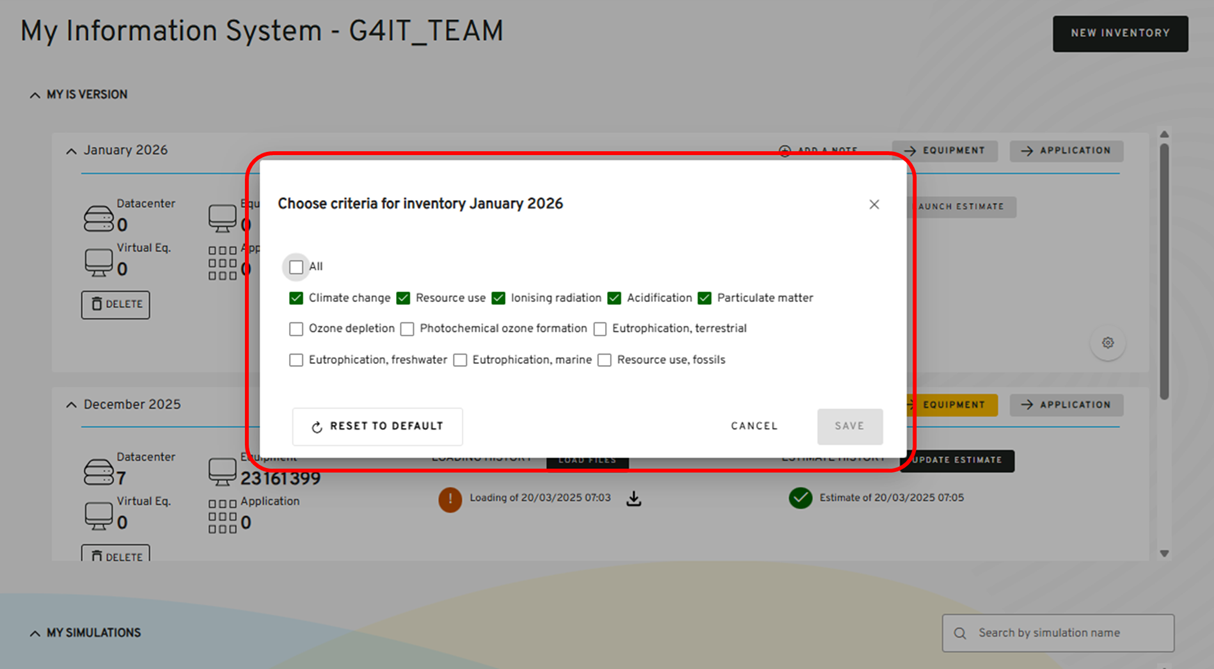 My Information System - G4IT_TEAM
NEW INVENTORY
MY IS VERSION
January 2026
ADD A NOTE
EQUIPMENT
APPLICATION
Choose criteria for inventory January 2026
Datacenter
0
Equ
0
AUNCH ESTIMATE
Virtual Eq.
0
App
0
All
DELETE
Climate change
Resource use
Ionising radiation
Acidification
Particulate matter
Ozone depletion
Photochemical ozone formation
Eutrophication, terrestrial
Eutrophication, freshwater
Eutrophication, marine
Resource use, fossils
RESET TO DEFAULT
CANCEL
SAVE
December 2025
EQUIPMENT
APPLICATION
Datacenter
7
Equipment
23161399
LOADING HISTORY
LOAD FILES
ESTIMATE HISTORY
UPDATE ESTIMATE
Virtual Eq.
0
Application
0
Loading of 20/03/2025 07:03
Estimate of 20/03/2025 07:05
DELETE
MY SIMULATIONS
Search by simulation name